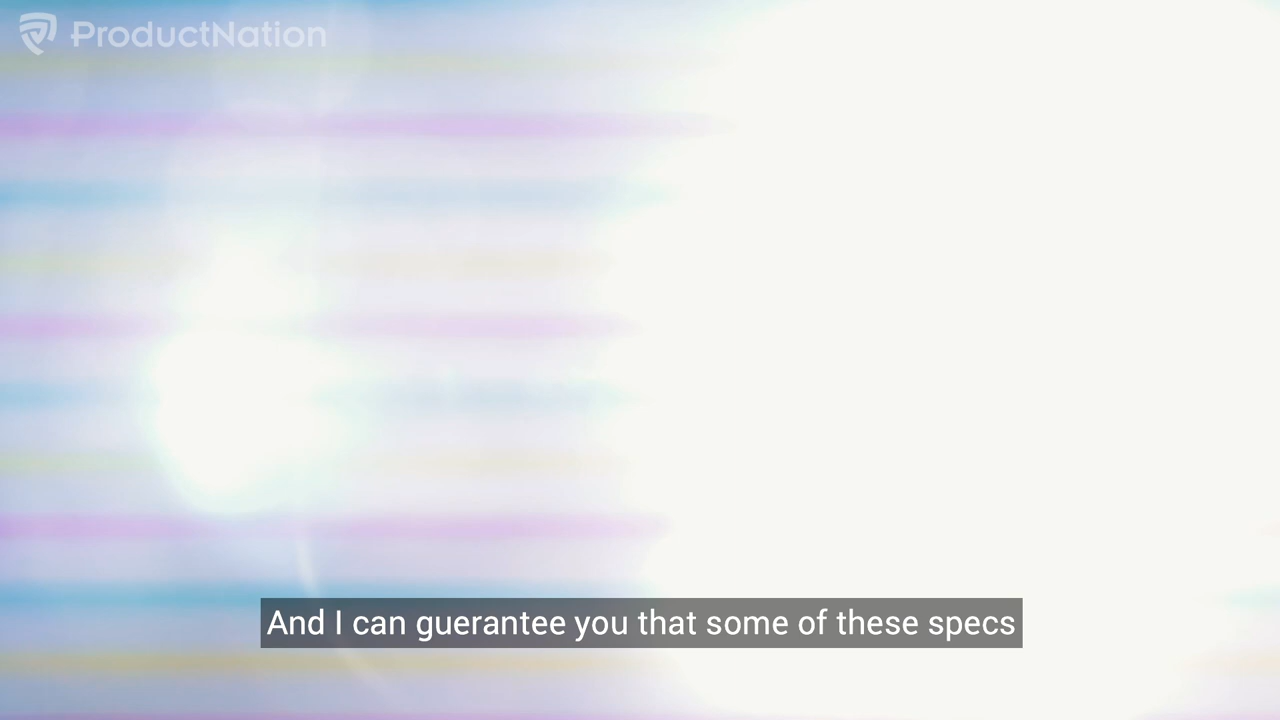 ProductNation
And I can guerantee you that some of these specs